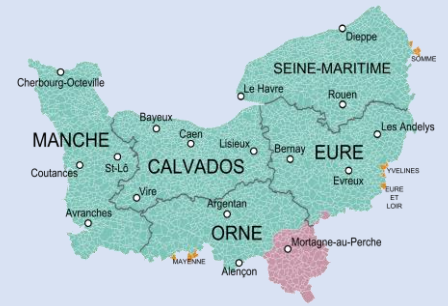 Dieppe
SOMME
SEINE-MARITIME
Cherbourg-Octeville
Le Havre
Rouen
Bayeux
Les Andelys
Caen
MANCHE
Lisieux
Bernay
EURE
St-Lô
CALVADOS
Coutances
YVELINES
Evreux
Vire
EURE
ET
LOIR
Argentan
Avranches
ORNE
Mortagne-au-Perche
MAYENNE
Alençon